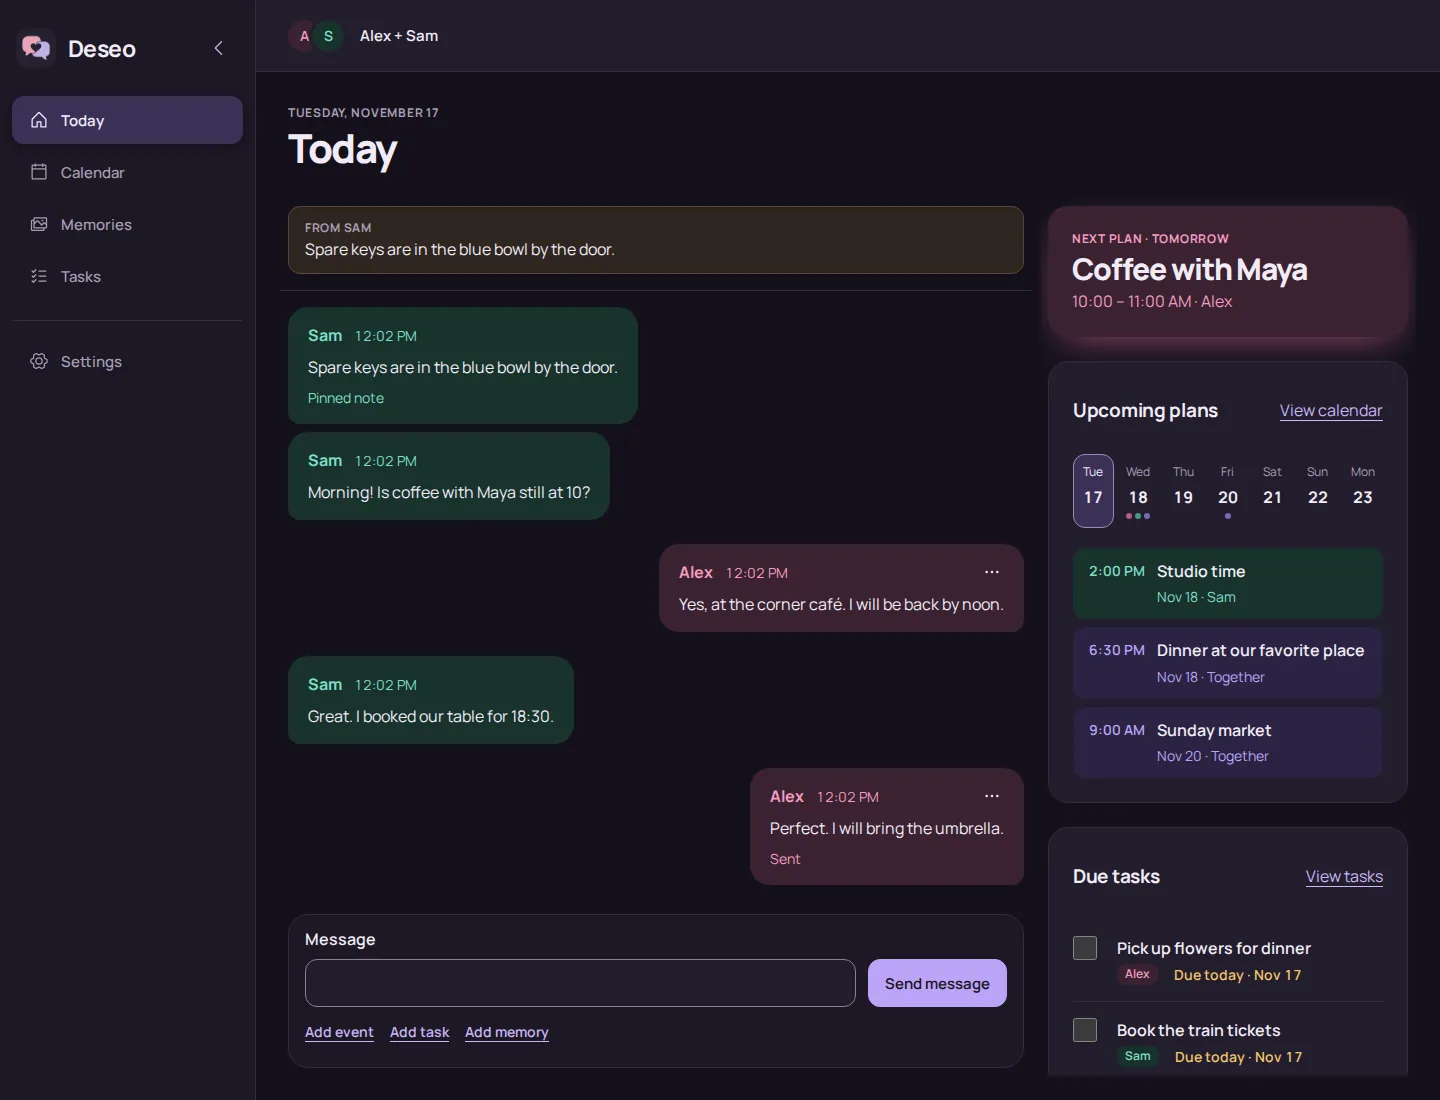 Deseo
Today
Calendar
Memories
Tasks
Settings
A S Alex + Sam
TUESDAY, NOVEMBER 17
Today
FROM SAM
Spare keys are in the blue bowl by the door.
Sam 12:02 PM
Spare keys are in the blue bowl by the door.
Pinned note
Sam 12:02 PM
Morning! Is coffee with Maya still at 10?
Alex 12:02 PM
Yes, at the corner café. I will be back by noon.
Sam 12:02 PM
Great. I booked our table for 18:30.
Alex 12:02 PM
Perfect. I will bring the umbrella.
Sent
Message
Send message
Add event Add task Add memory
NEXT PLAN · TOMORROW
Coffee with Maya
10:00 – 11:00 AM · Alex
Upcoming plans View calendar
Tue Wed Thu Fri Sat Sun Mon
17 18 19 20 21 22 23
2:00 PM Studio time
Nov 18 · Sam
6:30 PM Dinner at our favorite place
Nov 18 · Together
9:00 AM Sunday market
Nov 20 · Together
Due tasks View tasks
Pick up flowers for dinner
Alex Due today · Nov 17
Book the train tickets
Sam Due today · Nov 17